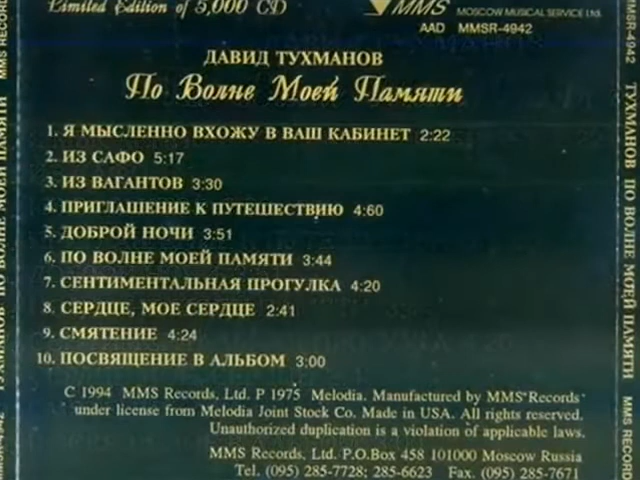 Limited Edition of 5,000 CD
MMS MOSCOW MUSICAL SERVICE Ltd.
AAD MMSR-4942
ДАВИД ТУХМАНОВ
По Волне Моей Памяти
1. Я МЫСЛЕННО ВХОЖУ В ВАШ КАБИНЕТ 2:22
2. ИЗ САФО 5:17
3. ИЗ ВАГАНТОВ 3:30
4. ПРИГЛАШЕНИЕ К ПУТЕШЕСТВИЮ 4:60
5. ДОБРОЙ НОЧИ 3:51
6. ПО ВОЛНЕ МОЕЙ ПАМЯТИ 3:44
7. СЕНТИМЕНТАЛЬНАЯ ПРОГУЛКА 4:20
8. СЕРДЦЕ, МОЕ СЕРДЦЕ 2:41
9. СМЯТЕНИЕ 4:24
10. ПОСВЯЩЕНИЕ В АЛЬБОМ 3:00
C 1994 MMS Records, Ltd. P 1975 Melodia. Manufactured by MMS Records
under license from Melodia Joint Stock Co. Made in USA. All rights reserved.
Unauthorized duplication is a violation of applicable laws.
MMS Records, Ltd. P.O.Box 458 101000 Moscow Russia
Tel. (095) 285-7728; 285-6623 Fax. (095) 285-7671
MMSR-4942 ТУХМАНОВ ПО ВОЛНЕ МОЕЙ ПАМЯТИ MMS RECORDS
MMSR-4942 ТУХМАНОВ ПО ВОЛНЕ МОЕЙ ПАМЯТИ MMS RECORD